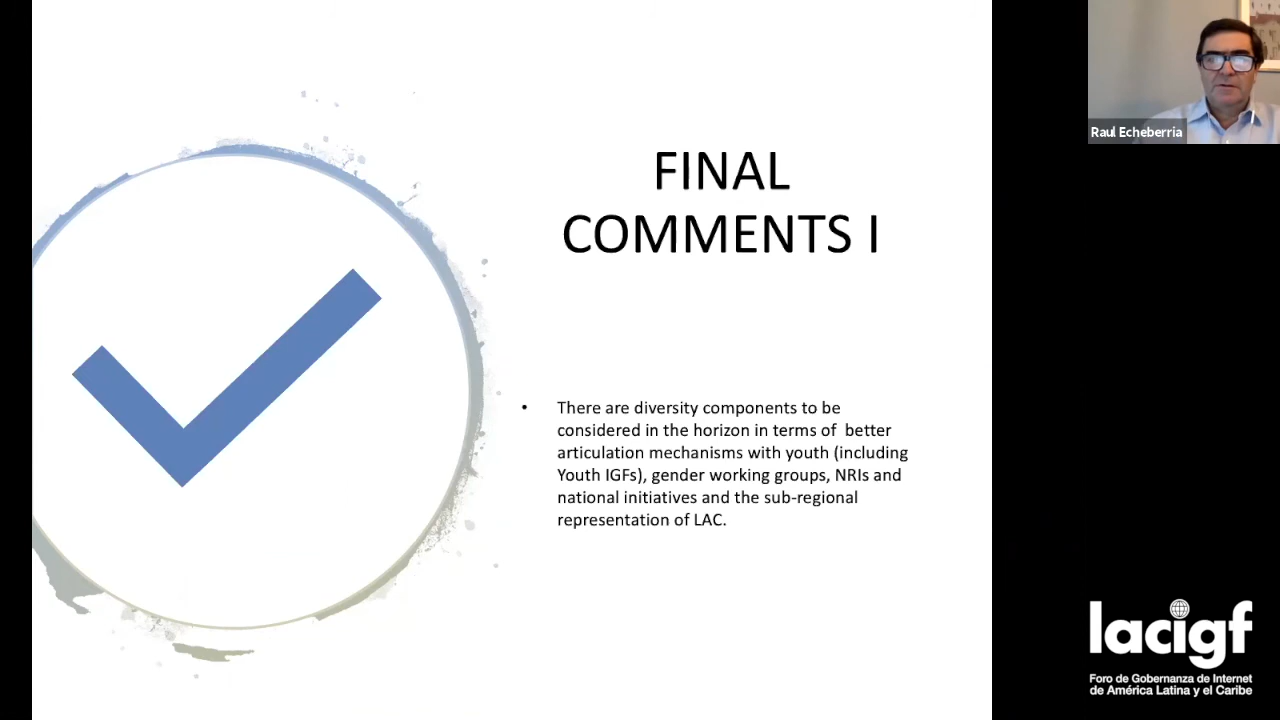 FINAL
COMMENTS I
• There are diversity components to be
considered in the horizon in terms of better
articulation mechanisms with youth (including
Youth IGFs), gender working groups, NRIs and
national initiatives and the sub-regional
representation of LAC.
Raul Echeberria
lacigf
Foro de Gobernanza de Internet
de América Latina y el Caribe